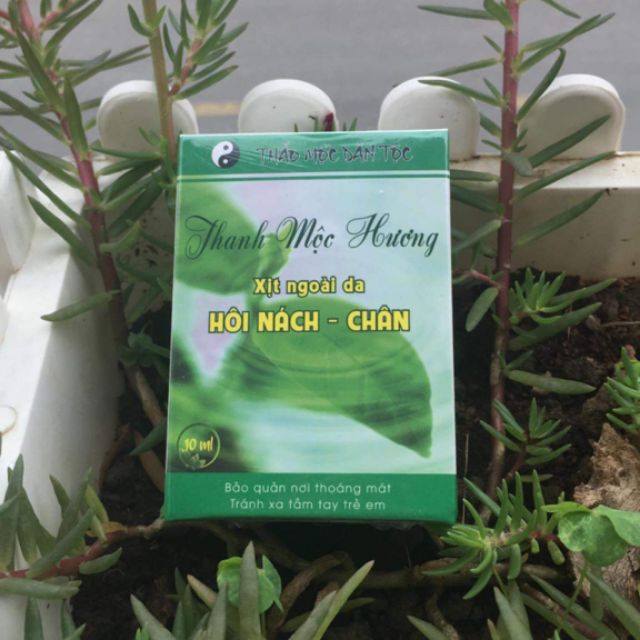 THẢO MỘC DÂN TỘC
Thanh Mộc Hương
Xịt ngoài da
HÔI NÁCH - CHÂN
10 ml
Bảo quản nơi thoáng mát
Tránh xa tầm tay trẻ em